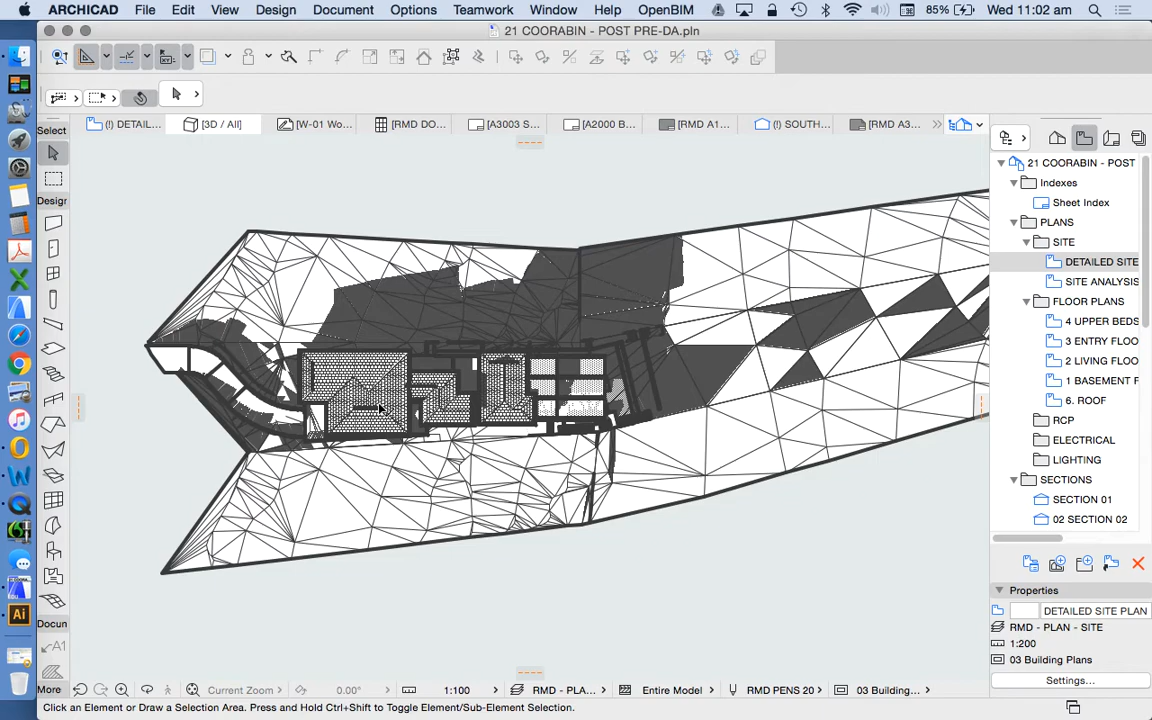 ARCHICAD File Edit View Design Document Options Teamwork Window Help OpenBIM 85% Wed 11:02 am
21 COORABIN - POST PRE-DA.pln
(!) DETAIL... [3D / All] [W-01 Wo... [RMD DO... [A3003 S... [A2000 B... [RMD A1... (!) SOUTH... [RMD A3...
Select
Design
Docun
A1
More
21 COORABIN - POST
Indexes
Sheet Index
PLANS
SITE
DETAILED SITE
SITE ANALYSIS
FLOOR PLANS
4 UPPER BEDS
3 ENTRY FLOO
2 LIVING FLOO
1 BASEMENT F
6. ROOF
RCP
ELECTRICAL
LIGHTING
SECTIONS
SECTION 01
02 SECTION 02
Properties
DETAILED SITE PLAN
RMD - PLAN - SITE
1:200
03 Building Plans
Settings...
Current Zoom 0.00° 1:100 RMD - PLA... Entire Model RMD PENS 20 03 Building...
Click an Element or Draw a Selection Area. Press and Hold Ctrl+Shift to Toggle Element/Sub-Element Selection.
Ai